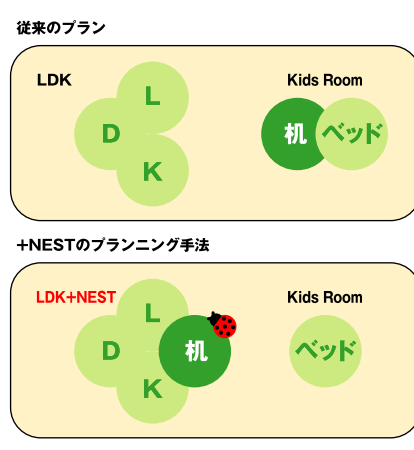 従来のプラン
LDK
Kids Room
L
D
K
机
ベッド
+NESTのプランニング手法
LDK+NEST
Kids Room
L
D
K
机
ベッド